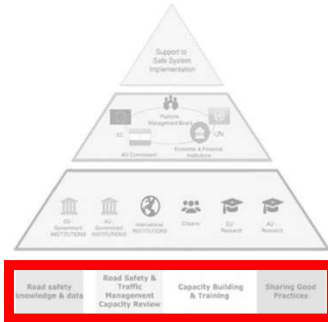 Support to
Safe System
Implementation
Platform
Management Board
EC
UN
AU Commission
Economic & Financial
Institutions
EU -
Government
INSTITUTIONS
AU -
Government
INSTITUTIONS
International
INSTITUTIONS
Citizens
EU -
Research
AU -
Research
Road safety
knowledge & data
Road Safety &
Traffic
Management
Capacity Review
Capacity Building
& Training
Sharing Good
Practices